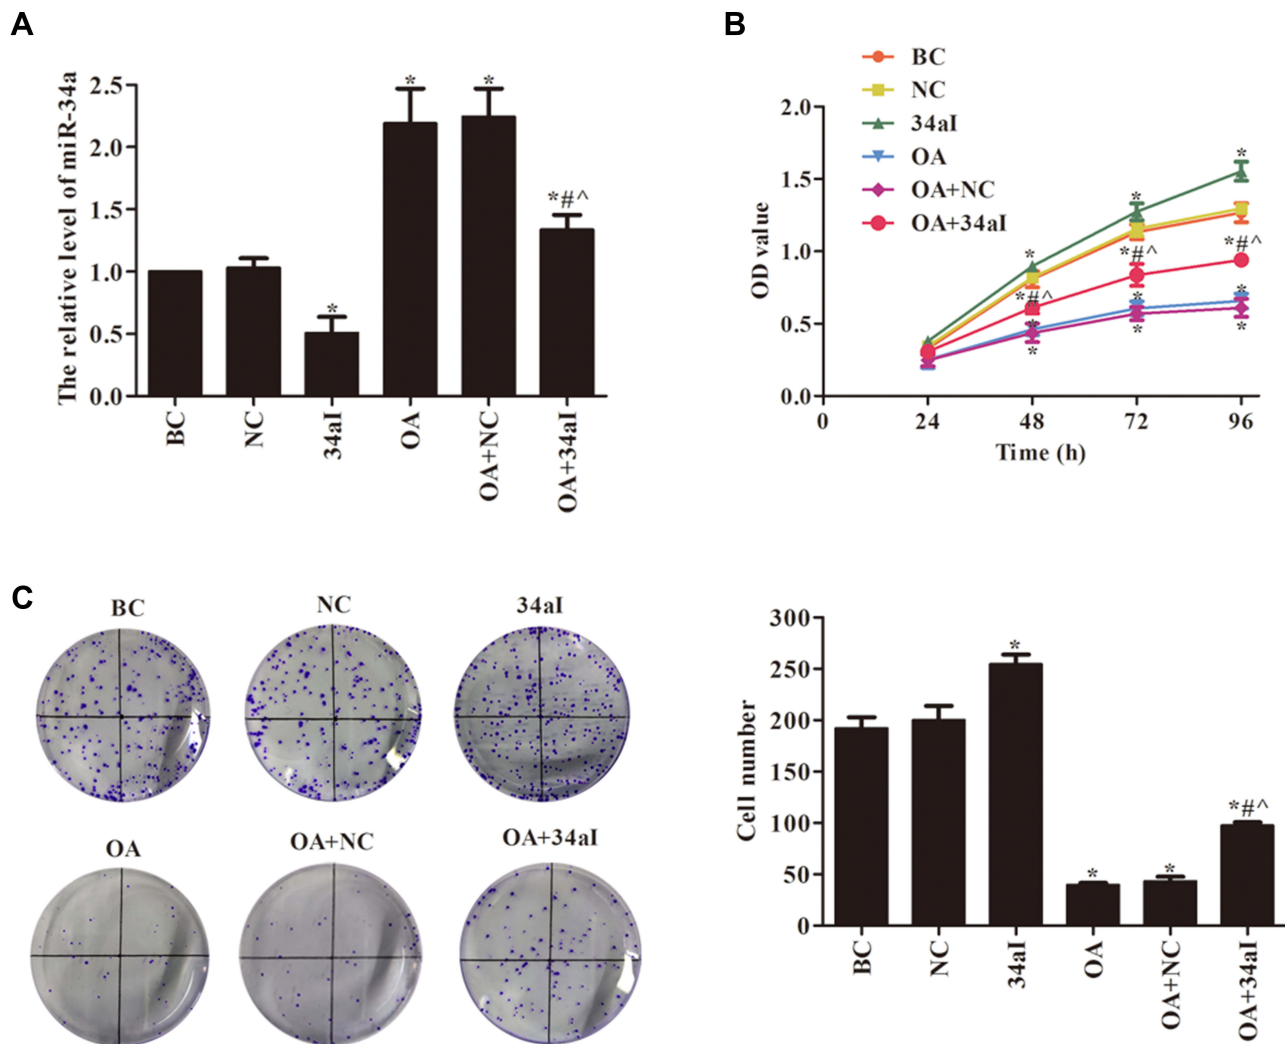 A
The relative level of miR-34a
2.5
2.0
1.5
1.0
0.5
0.0
*
*
*
*#^
BC
NC
34aI
OA
OA+NC
OA+34aI
B
BC
NC
34aI
OA
OA+NC
OA+34aI
OD value
2.0
1.5
1.0
0.5
0.0
*
*
*
*#^
*#^
*#^
*
*
*
*
*
*
0
24
48
72
96
Time (h)
C
BC
NC
34aI
OA
OA+NC
OA+34aI
Cell number
300
250
200
150
100
50
0
*
*
*
*#^
BC
NC
34aI
OA
OA+NC
OA+34aI